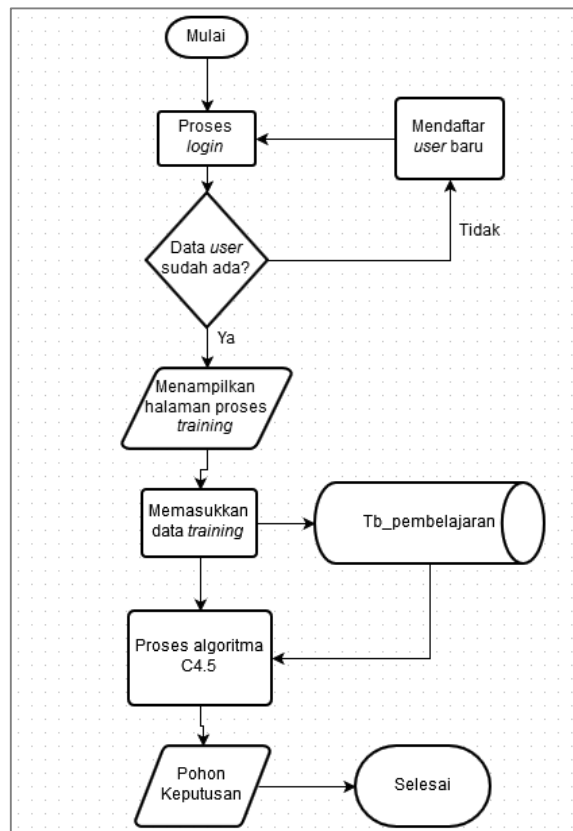 Mulai
Proses
login
Mendaftar
user baru
Data user
sudah ada?
Tidak
Ya
Menampilkan
halaman proses
training
Memasukkan
data training
Tb_pembelajaran
Proses algoritma
C4.5
Pohon
Keputusan
Selesai